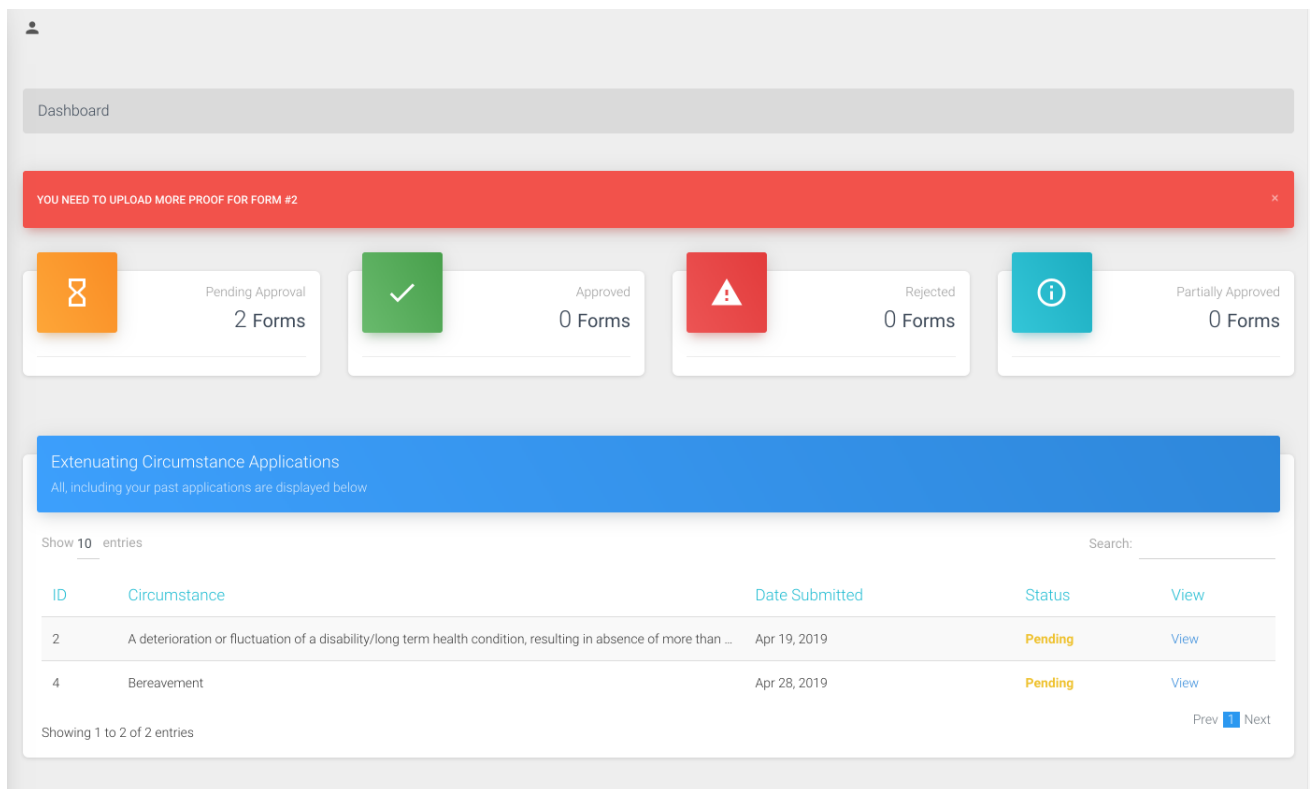 Dashboard
YOU NEED TO UPLOAD MORE PROOF FOR FORM #2 ×
Pending Approval
2 Forms
Approved
0 Forms
Rejected
0 Forms
Partially Approved
0 Forms
Extenuating Circumstance Applications
All, including your past applications are displayed below
Show 10 entries Search:
ID Circumstance Date Submitted Status View
2 A deterioration or fluctuation of a disability/long term health condition, resulting in absence of more than ... Apr 19, 2019 Pending View
4 Bereavement Apr 28, 2019 Pending View
Prev 1 Next
Showing 1 to 2 of 2 entries